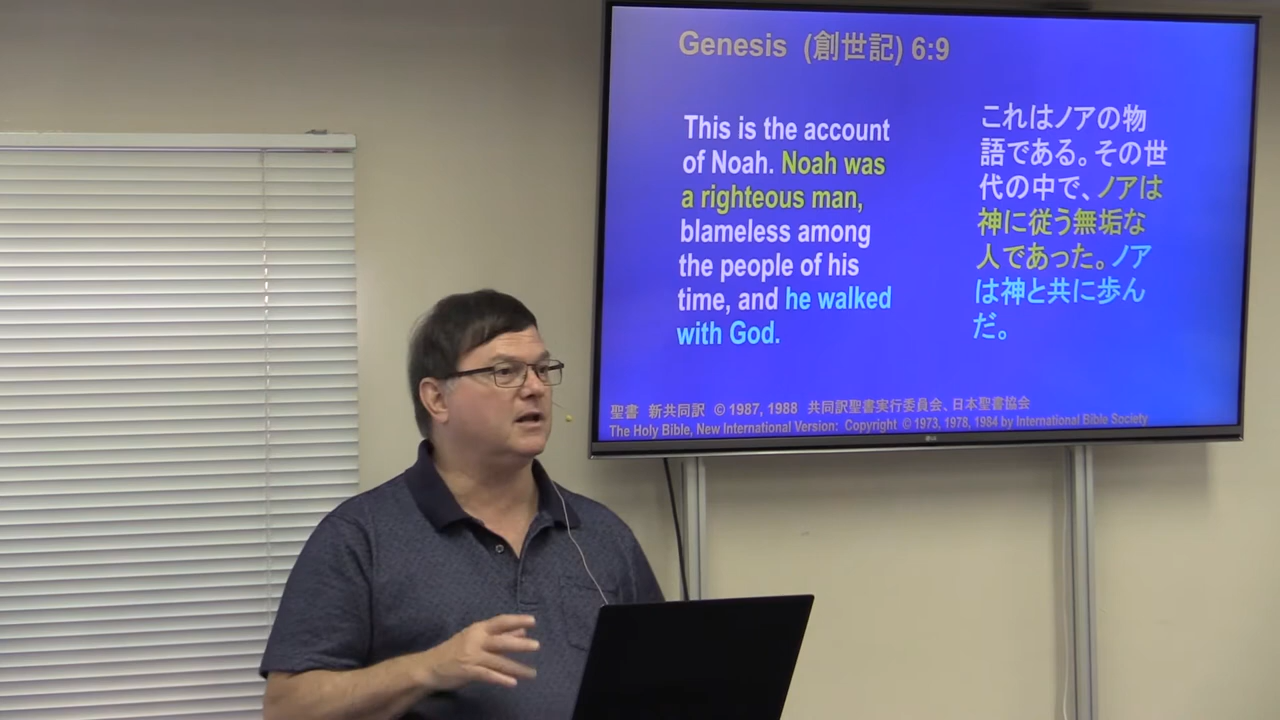 Genesis (創世記) 6:9
This is the account
of Noah. Noah was
a righteous man,
blameless among
the people of his
time, and he walked
with God.
これはノアの物
語である。その世
代の中で、ノアは
神に従う無垢な
人であった。ノア
は神と共に歩ん
だ。
聖書 新共同訳 © 1987, 1988 共同訳聖書実行委員会、日本聖書協会
The Holy Bible, New International Version: Copyright © 1973, 1978, 1984 by International Bible Society
LG